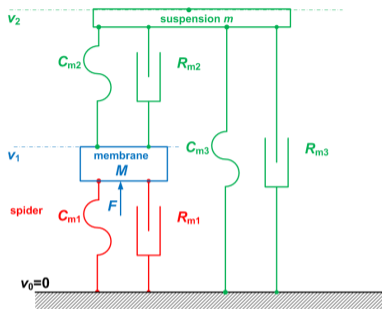 v₂
suspension m
Cm2
Rm2
v₁
membrane
M
Cm3
Rm3
spider
Cm1
F
Rm1
v₀=0